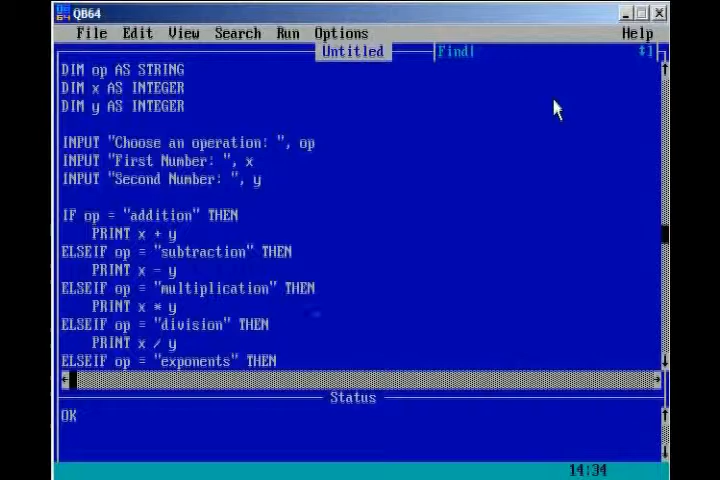 QB64
File Edit View Search Run Options Help
Untitled Find
DIM op AS STRING
DIM x AS INTEGER
DIM y AS INTEGER
INPUT "Choose an operation: ", op
INPUT "First Number: ", x
INPUT "Second Number: ", y
IF op = "addition" THEN
PRINT x + y
ELSEIF op = "subtraction" THEN
PRINT x - y
ELSEIF op = "multiplication" THEN
PRINT x * y
ELSEIF op = "division" THEN
PRINT x / y
ELSEIF op = "exponents" THEN
Status
OK
14:34